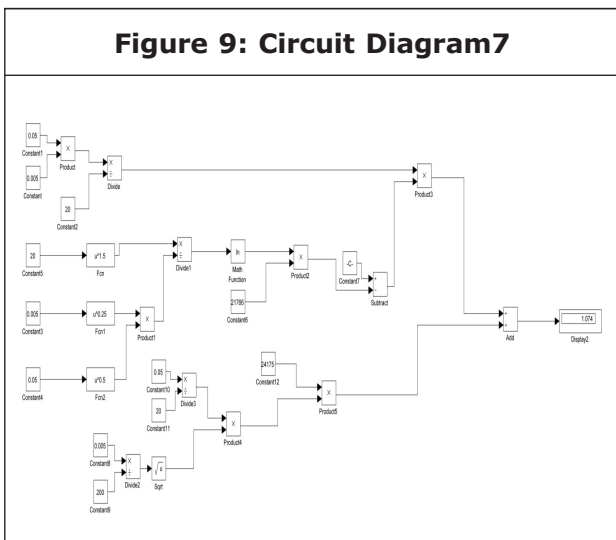 Figure 9: Circuit Diagram7
0.05
Constant1
×
Product
0.005
Constant
×
÷
Divide
20
Constant2
×
Product3
20
Constant5
u^1.5
Fcn
×
÷
Divide1
ln
Math
Function
×
Product2
21766
Constant6
-C-
Constant7
+
-
Subtract
0.005
Constant3
u^0.25
Fcn1
×
Product1
0.05
Constant4
u^0.5
Fcn2
+
+
Add
1.074
Display2
0.05
Constant10
×
÷
Divide3
20
Constant11
24175
Constant12
×
Product5
×
Product4
0.005
Constant8
×
÷
Divide2
√u
Sqrt
200
Constant9